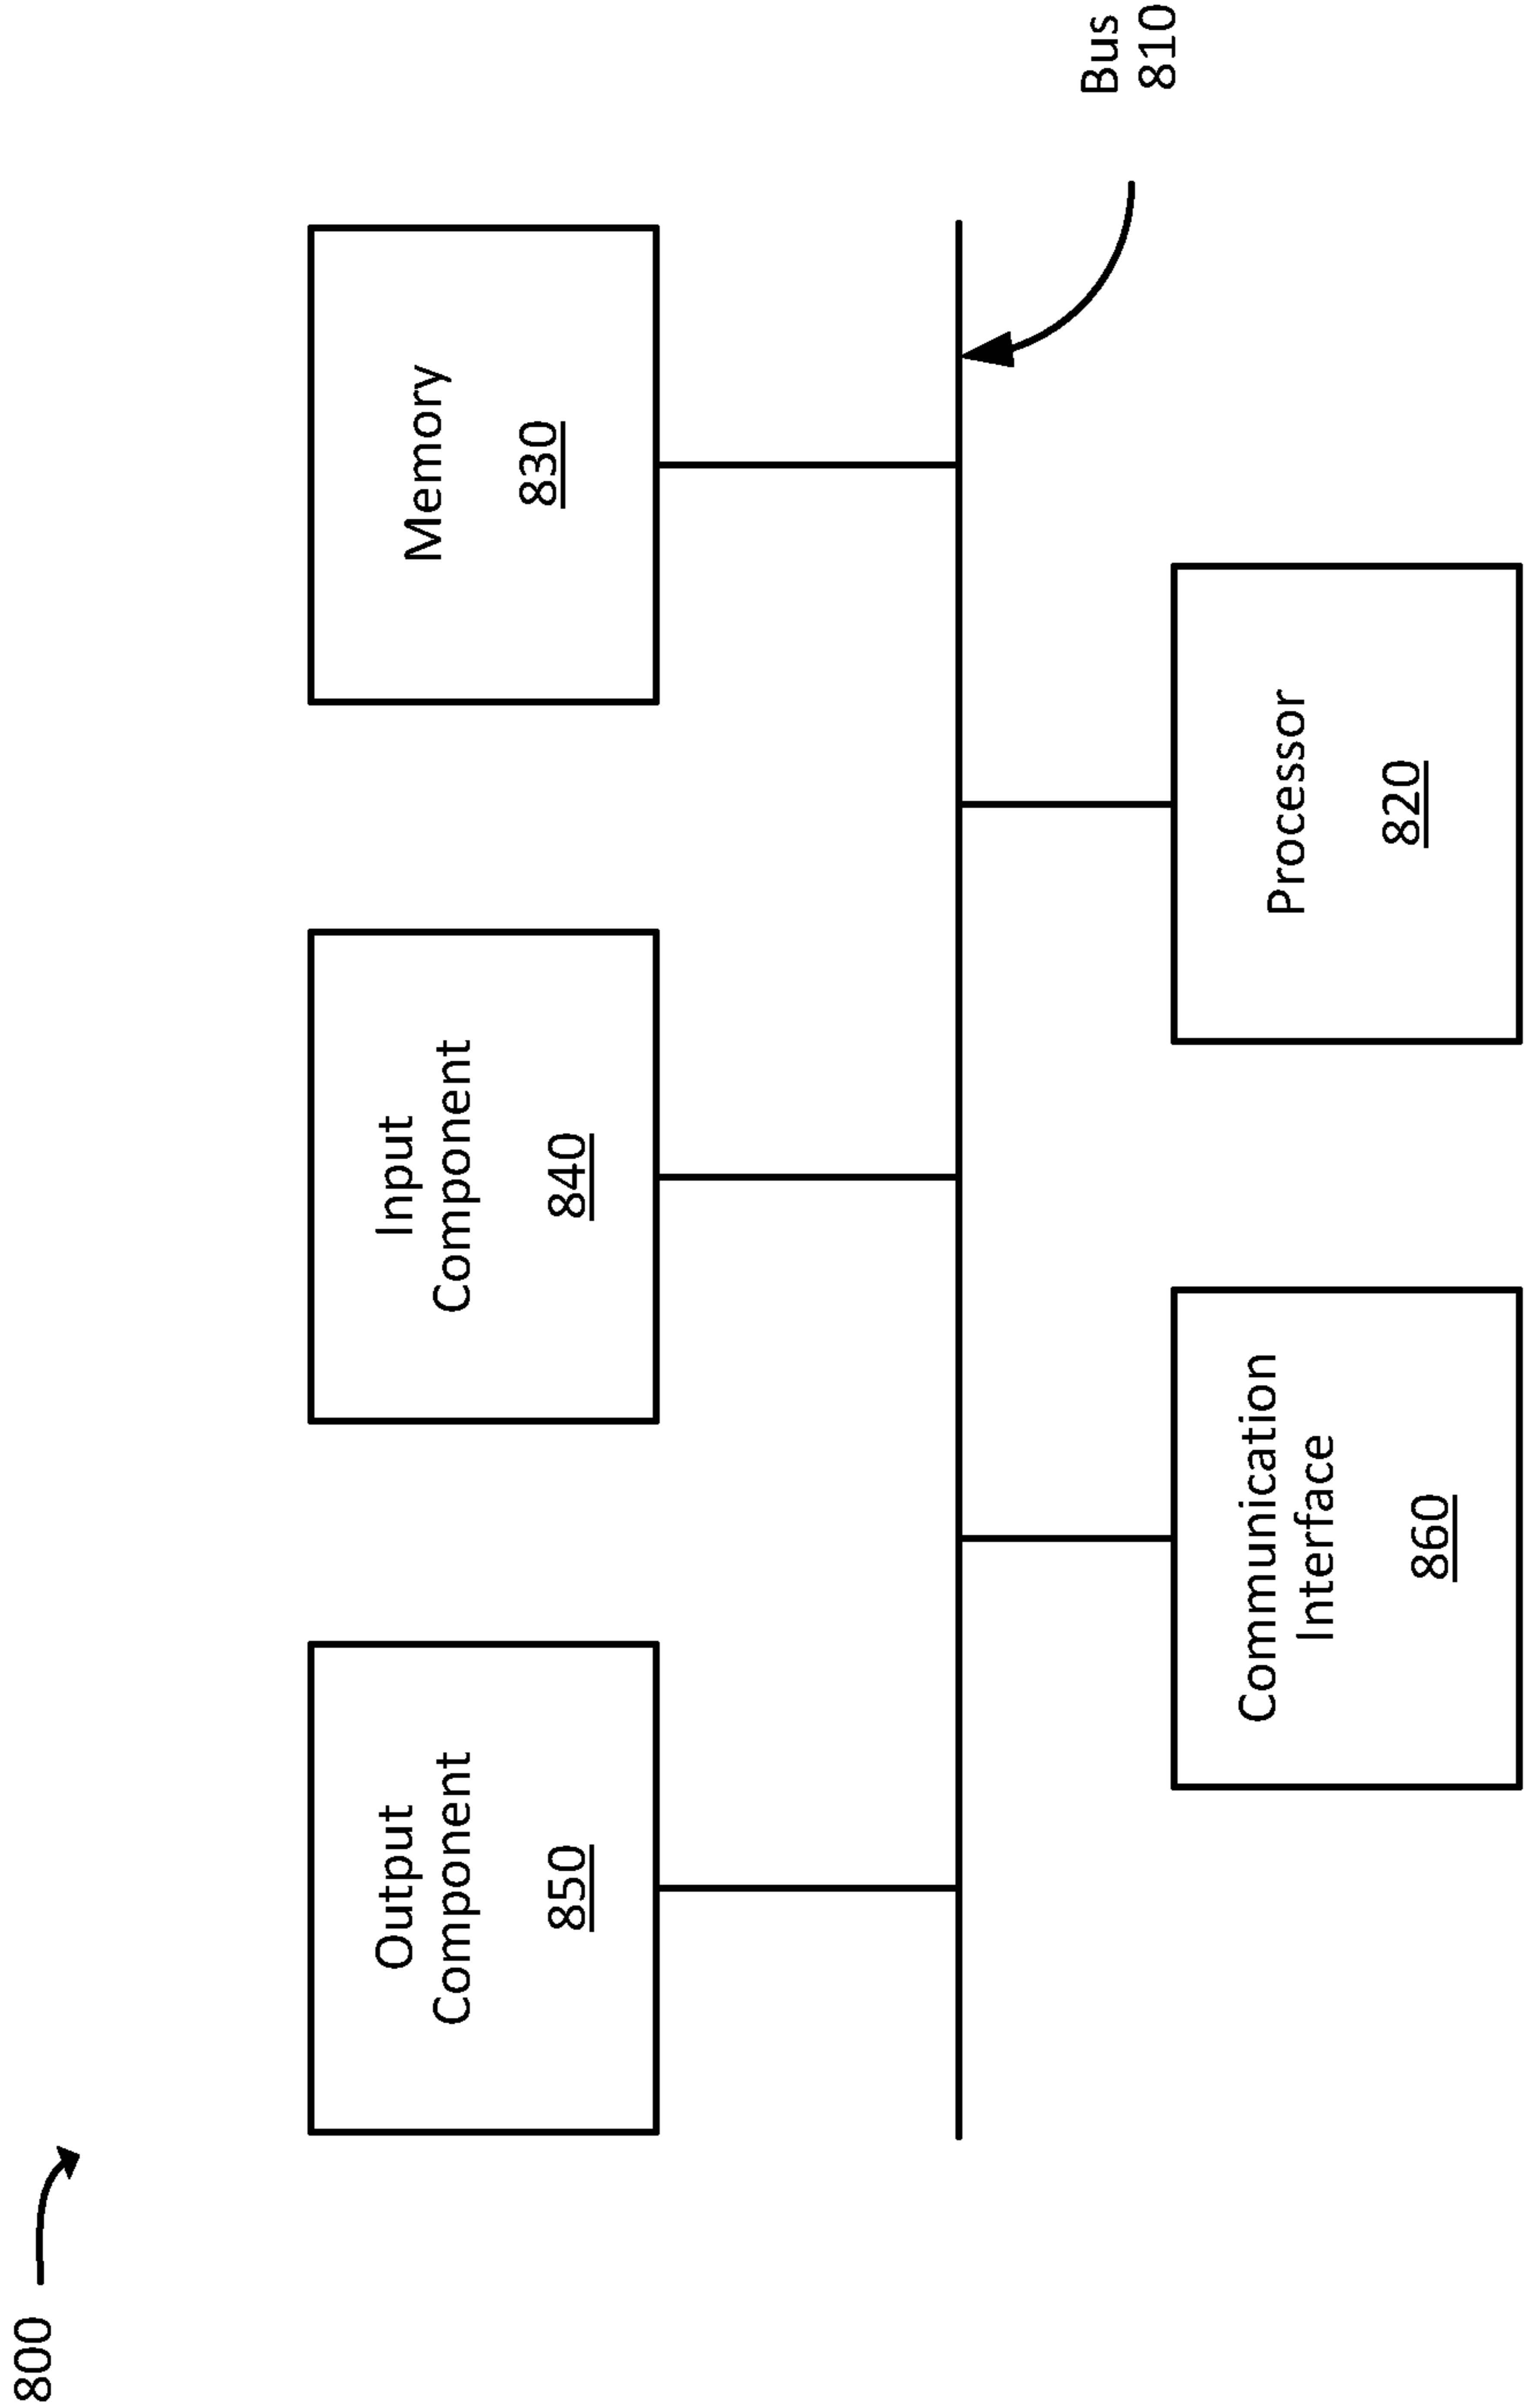 800
Output
Component
850
Input
Component
840
Memory
830
Communication
Interface
860
Processor
820
Bus
810